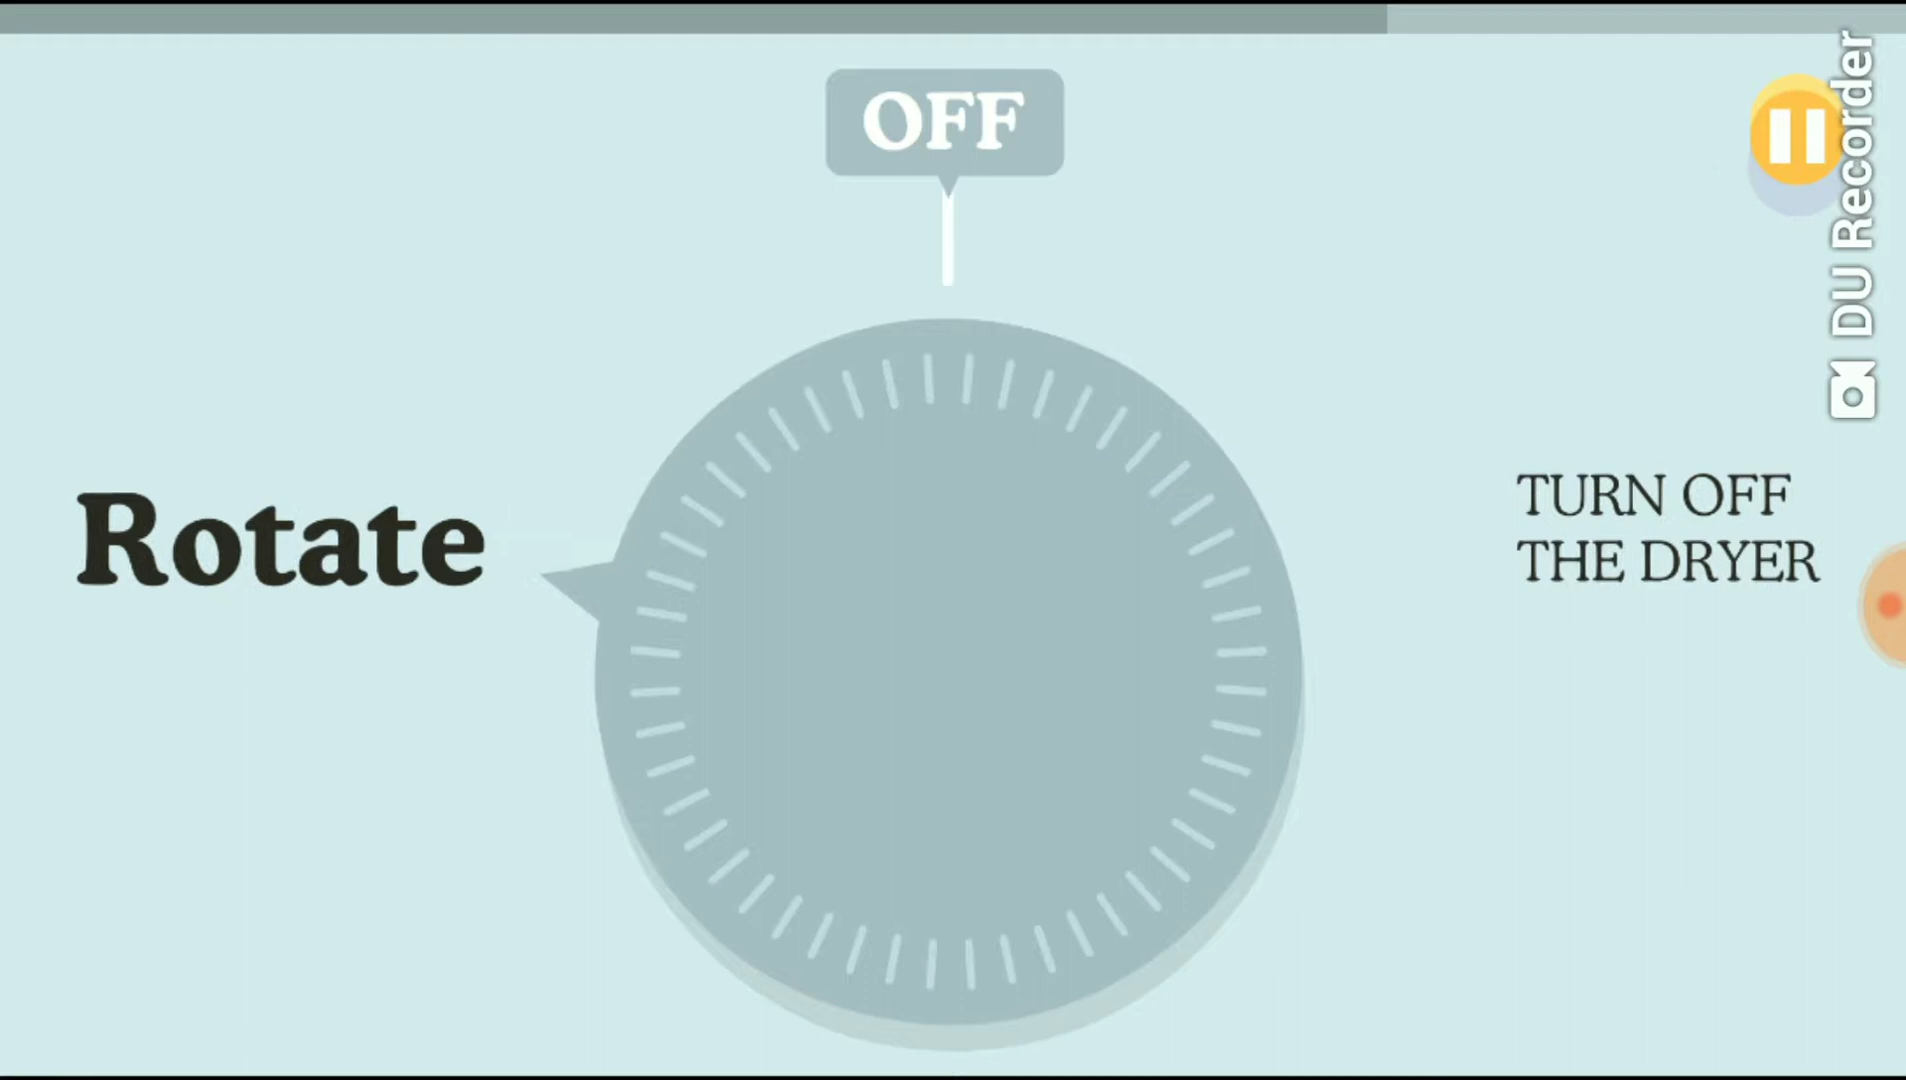 OFF
Rotate
TURN OFF
THE DRYER
DU Recorder